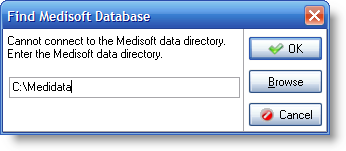 Find Medisoft Database
Cannot connect to the Medisoft data directory.
Enter the Medisoft data directory.
C:\Medidata
OK
Browse
Cancel